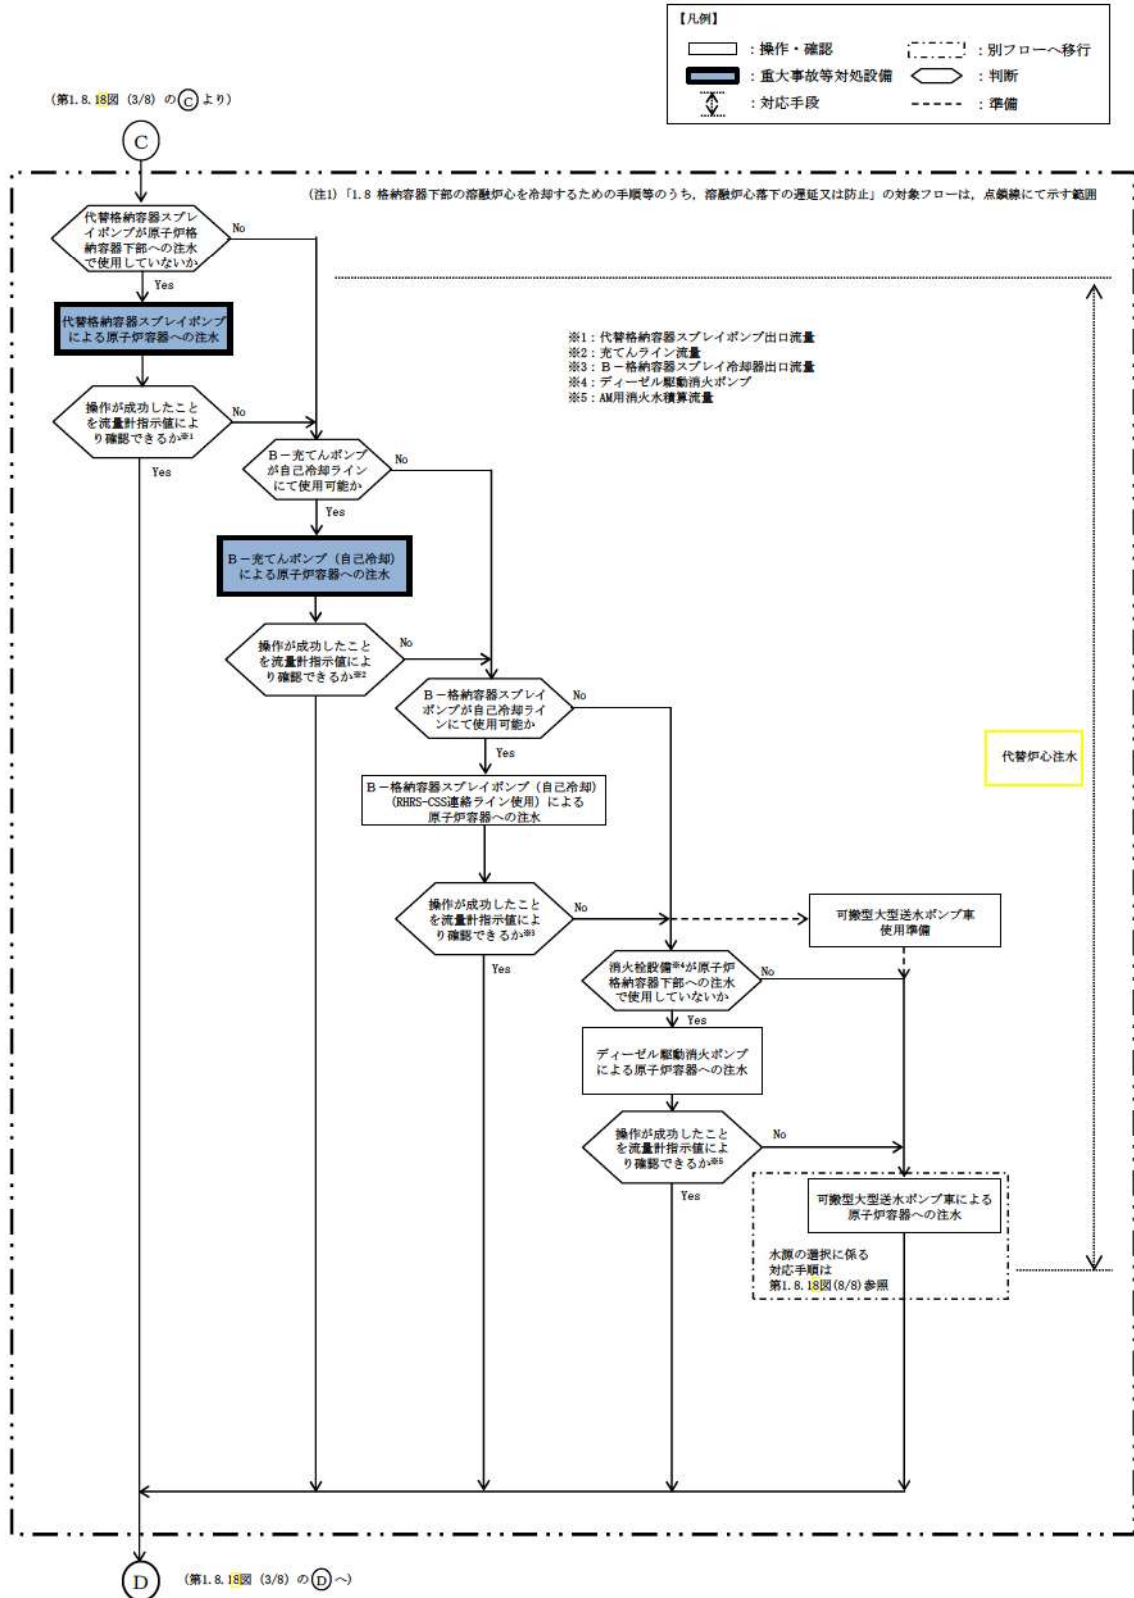 【凡例】
：操作・確認
：別フローへ移行
：重大事故等対処設備
：判断
：対応手段
：準備
(第1.8.18図 (3/8) の Ⓒ より)
C
(注1)「1.8 格納容器下部の溶融炉心を冷却するための手順等のうち，溶融炉心落下の遅延又は防止」の対象フローは，点鎖線にて示す範囲
代替格納容器スプレ
イポンプが原子炉格
納容器下部への注水
で使用していないか
No
Yes
代替格納容器スプレイポンプ
による原子炉容器への注水
※1：代替格納容器スプレイポンプ出口流量
※2：充てんライン流量
※3：B－格納容器スプレイ冷却器出口流量
※4：ディーゼル駆動消火ポンプ
※5：AM用消火水積算流量
操作が成功したこと
を流量計指示値によ
り確認できるか※1
No
Yes
B－充てんポンプ
が自己冷却ライン
にて使用可能か
No
Yes
B－充てんポンプ（自己冷却）
による原子炉容器への注水
操作が成功したこと
を流量計指示値によ
り確認できるか※2
No
B－格納容器スプレイ
ポンプが自己冷却ライ
ンにて使用可能か
No
Yes
代替炉心注水
B－格納容器スプレイポンプ（自己冷却）
（RHRS-CSS連絡ライン使用）による
原子炉容器への注水
操作が成功したこと
を流量計指示値によ
り確認できるか※3
No
Yes
可搬型大型送水ポンプ車
使用準備
消火栓設備※4が原子炉
格納容器下部への注水
で使用していないか
No
Yes
ディーゼル駆動消火ポンプ
による原子炉容器への注水
操作が成功したこと
を流量計指示値によ
り確認できるか※5
No
Yes
可搬型大型送水ポンプ車による
原子炉容器への注水
水源の選択に係る
対応手順は
第1.8.18図(8/8)参照
D
(第1.8.18図 (3/8) の Ⓓ へ)